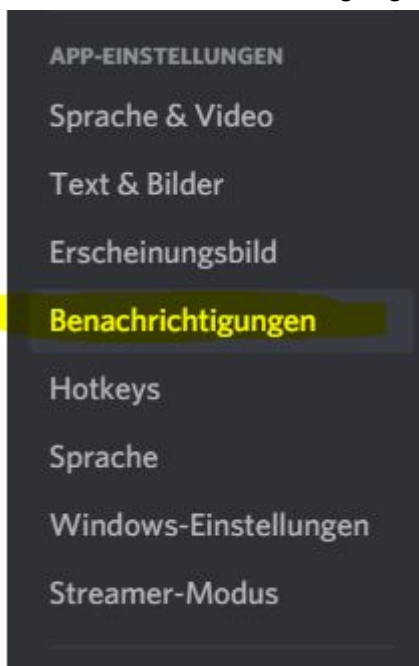 APP-EINSTELLUNGEN
Sprache & Video
Text & Bilder
Erscheinungsbild
Benachrichtigungen
Hotkeys
Sprache
Windows-Einstellungen
Streamer-Modus